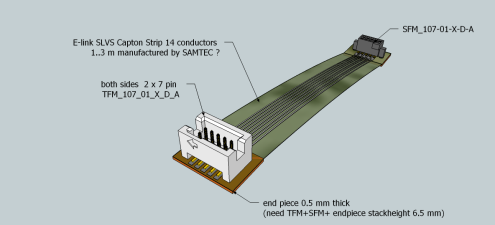 SFM_107-01-X-D-A
E-link SLVS Capton Strip 14 conductors
1..3 m manufactured by SAMTEC ?
both sides 2 x 7 pin
TFM_107_01_X_D_A
end piece 0.5 mm thick
(need TFM+SFM+ endpiece stackheight 6.5 mm)